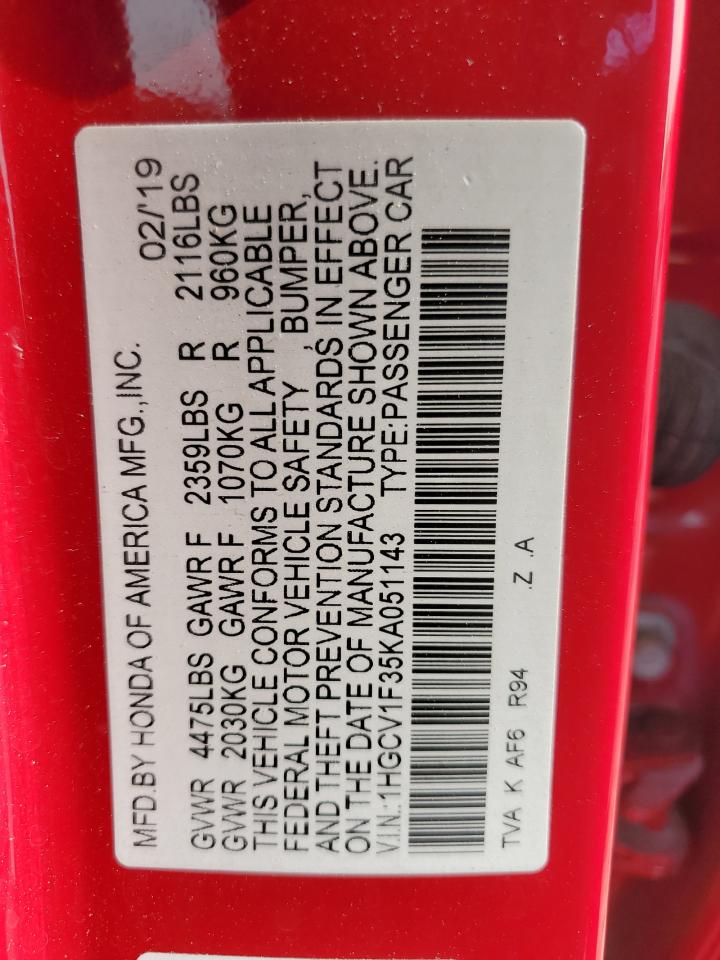 MFD.BY HONDA OF AMERICA MFG.,INC. 02/'19
GVWR 4475LBS GAWR F 2359LBS R 2116LBS
GVWR 2030KG GAWR F 1070KG R 960KG
THIS VEHICLE CONFORMS TO ALL APPLICABLE
FEDERAL MOTOR VEHICLE SAFETY , BUMPER,
AND THEFT PREVENTION STANDARDS IN EFFECT
ON THE DATE OF MANUFACTURE SHOWN ABOVE.
V.I.N.:1HGCV1F35KA051143 TYPE:PASSENGER CAR
TVA K AF6 R94 .Z .A